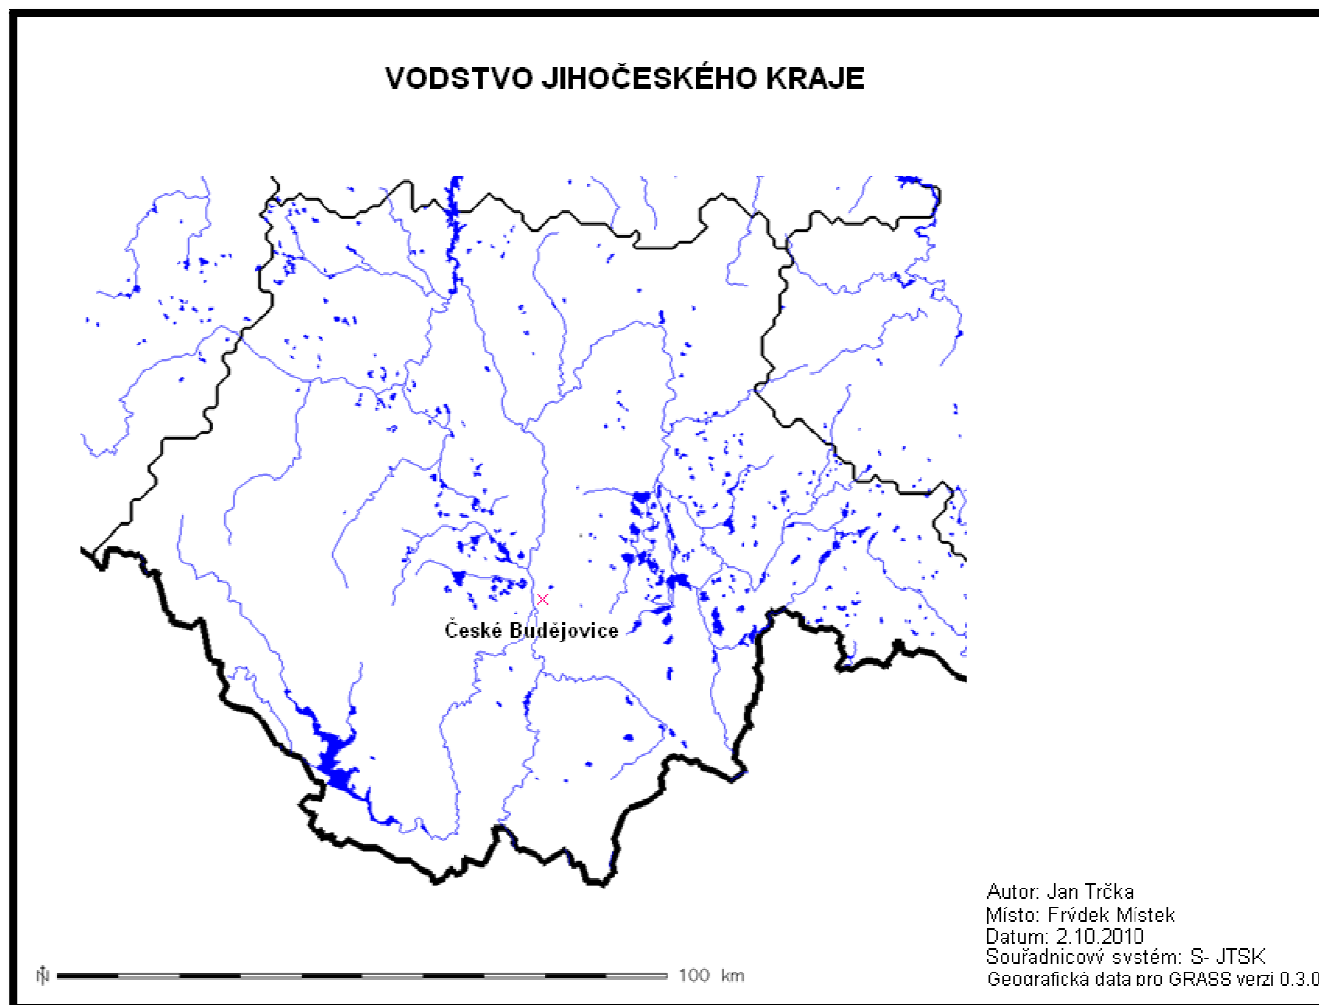 VODSTVO JIHOČESKÉHO KRAJE
České Budějovice
Autor: Jan Trčka
Místo: Frýdek Místek
Datum: 2.10.2010
Souřadnicový systém: S- JTSK
Geografická data pro GRASS verzi 0.3.0
N
100 km